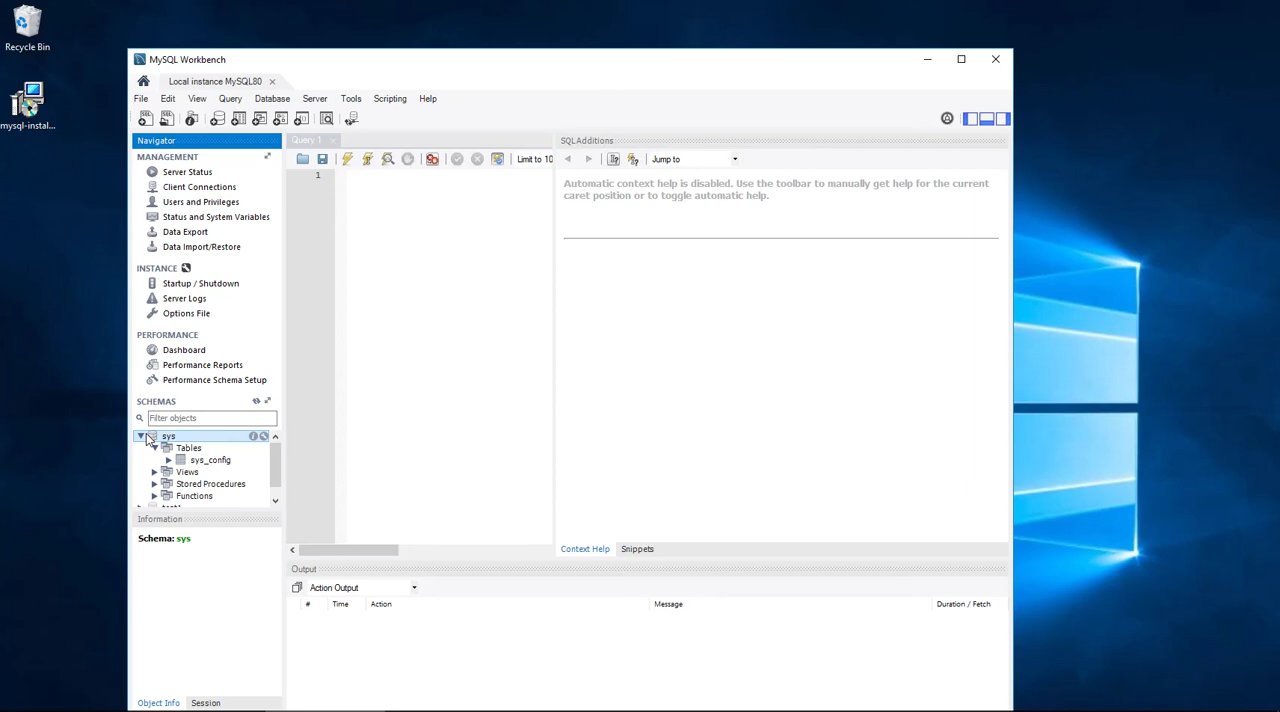 Recycle Bin
mysql-instal...
MySQL Workbench
Local instance MySQL80
File Edit View Query Database Server Tools Scripting Help
Navigator
MANAGEMENT
Server Status
Client Connections
Users and Privileges
Status and System Variables
Data Export
Data Import/Restore
INSTANCE
Startup / Shutdown
Server Logs
Options File
PERFORMANCE
Dashboard
Performance Reports
Performance Schema Setup
SCHEMAS
Filter objects
sys
Tables
sys_config
Views
Stored Procedures
Functions
Information
Schema: sys
Object Info Session
Query 1
Limit to 10
1
SQLAdditions
Jump to
Automatic context help is disabled. Use the toolbar to manually get help for the current
caret position or to toggle automatic help.
Context Help Snippets
Output
Action Output
# Time Action Message Duration / Fetch